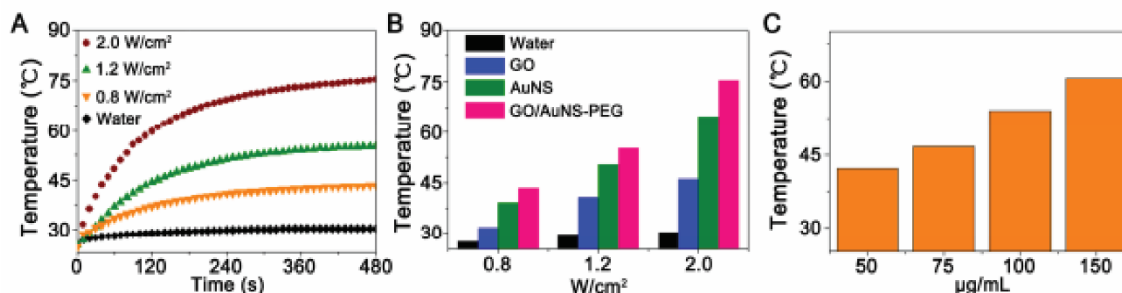 A
Temperature (℃)
90
75
60
45
30
2.0 W/cm²
1.2 W/cm²
0.8 W/cm²
Water
0 120 240 360 480
Time (s)
B
Temperature (℃)
90
75
60
45
30
Water
GO
AuNS
GO/AuNS-PEG
0.8 1.2 2.0
W/cm²
C
Temperature (℃)
60
45
30
50 75 100 150
µg/mL